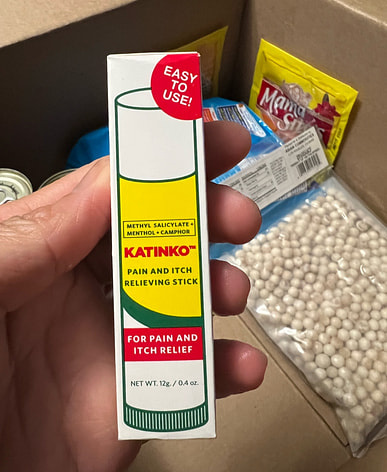 EASY
TO
USE!
METHYL SALICYLATE +
MENTHOL + CAMPHOR
KATINKO™
PAIN AND ITCH
RELIEVING STICK
FOR PAIN AND
ITCH RELIEF
NET WT. 12g. / 0.4 oz.
Mama